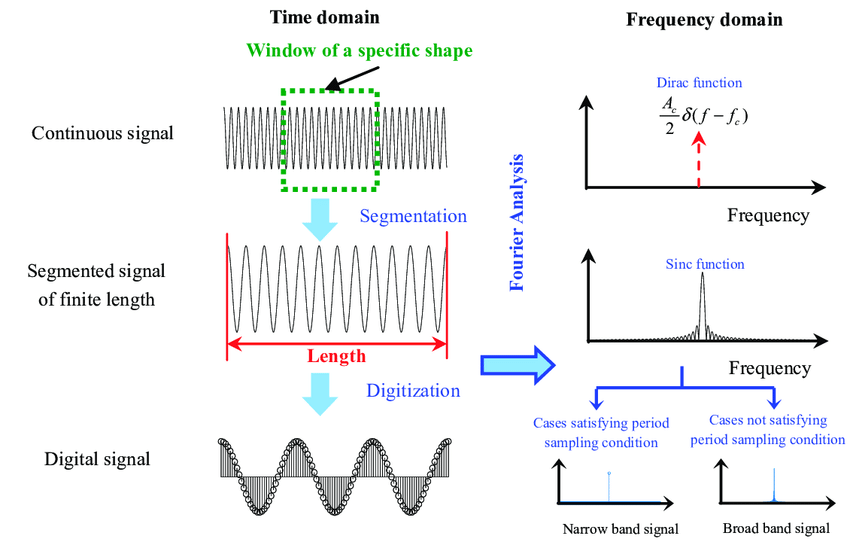 Time domain
Frequency domain
Window of a specific shape
Dirac function
A_c/2 δ(f − f_c)
Continuous signal
Frequency
Segmentation
Fourier Analysis
Segmented signal
of finite length
Sinc function
Length
Frequency
Digitization
Cases satisfying period
sampling condition
Cases not satisfying
period sampling condition
Digital signal
Narrow band signal
Broad band signal